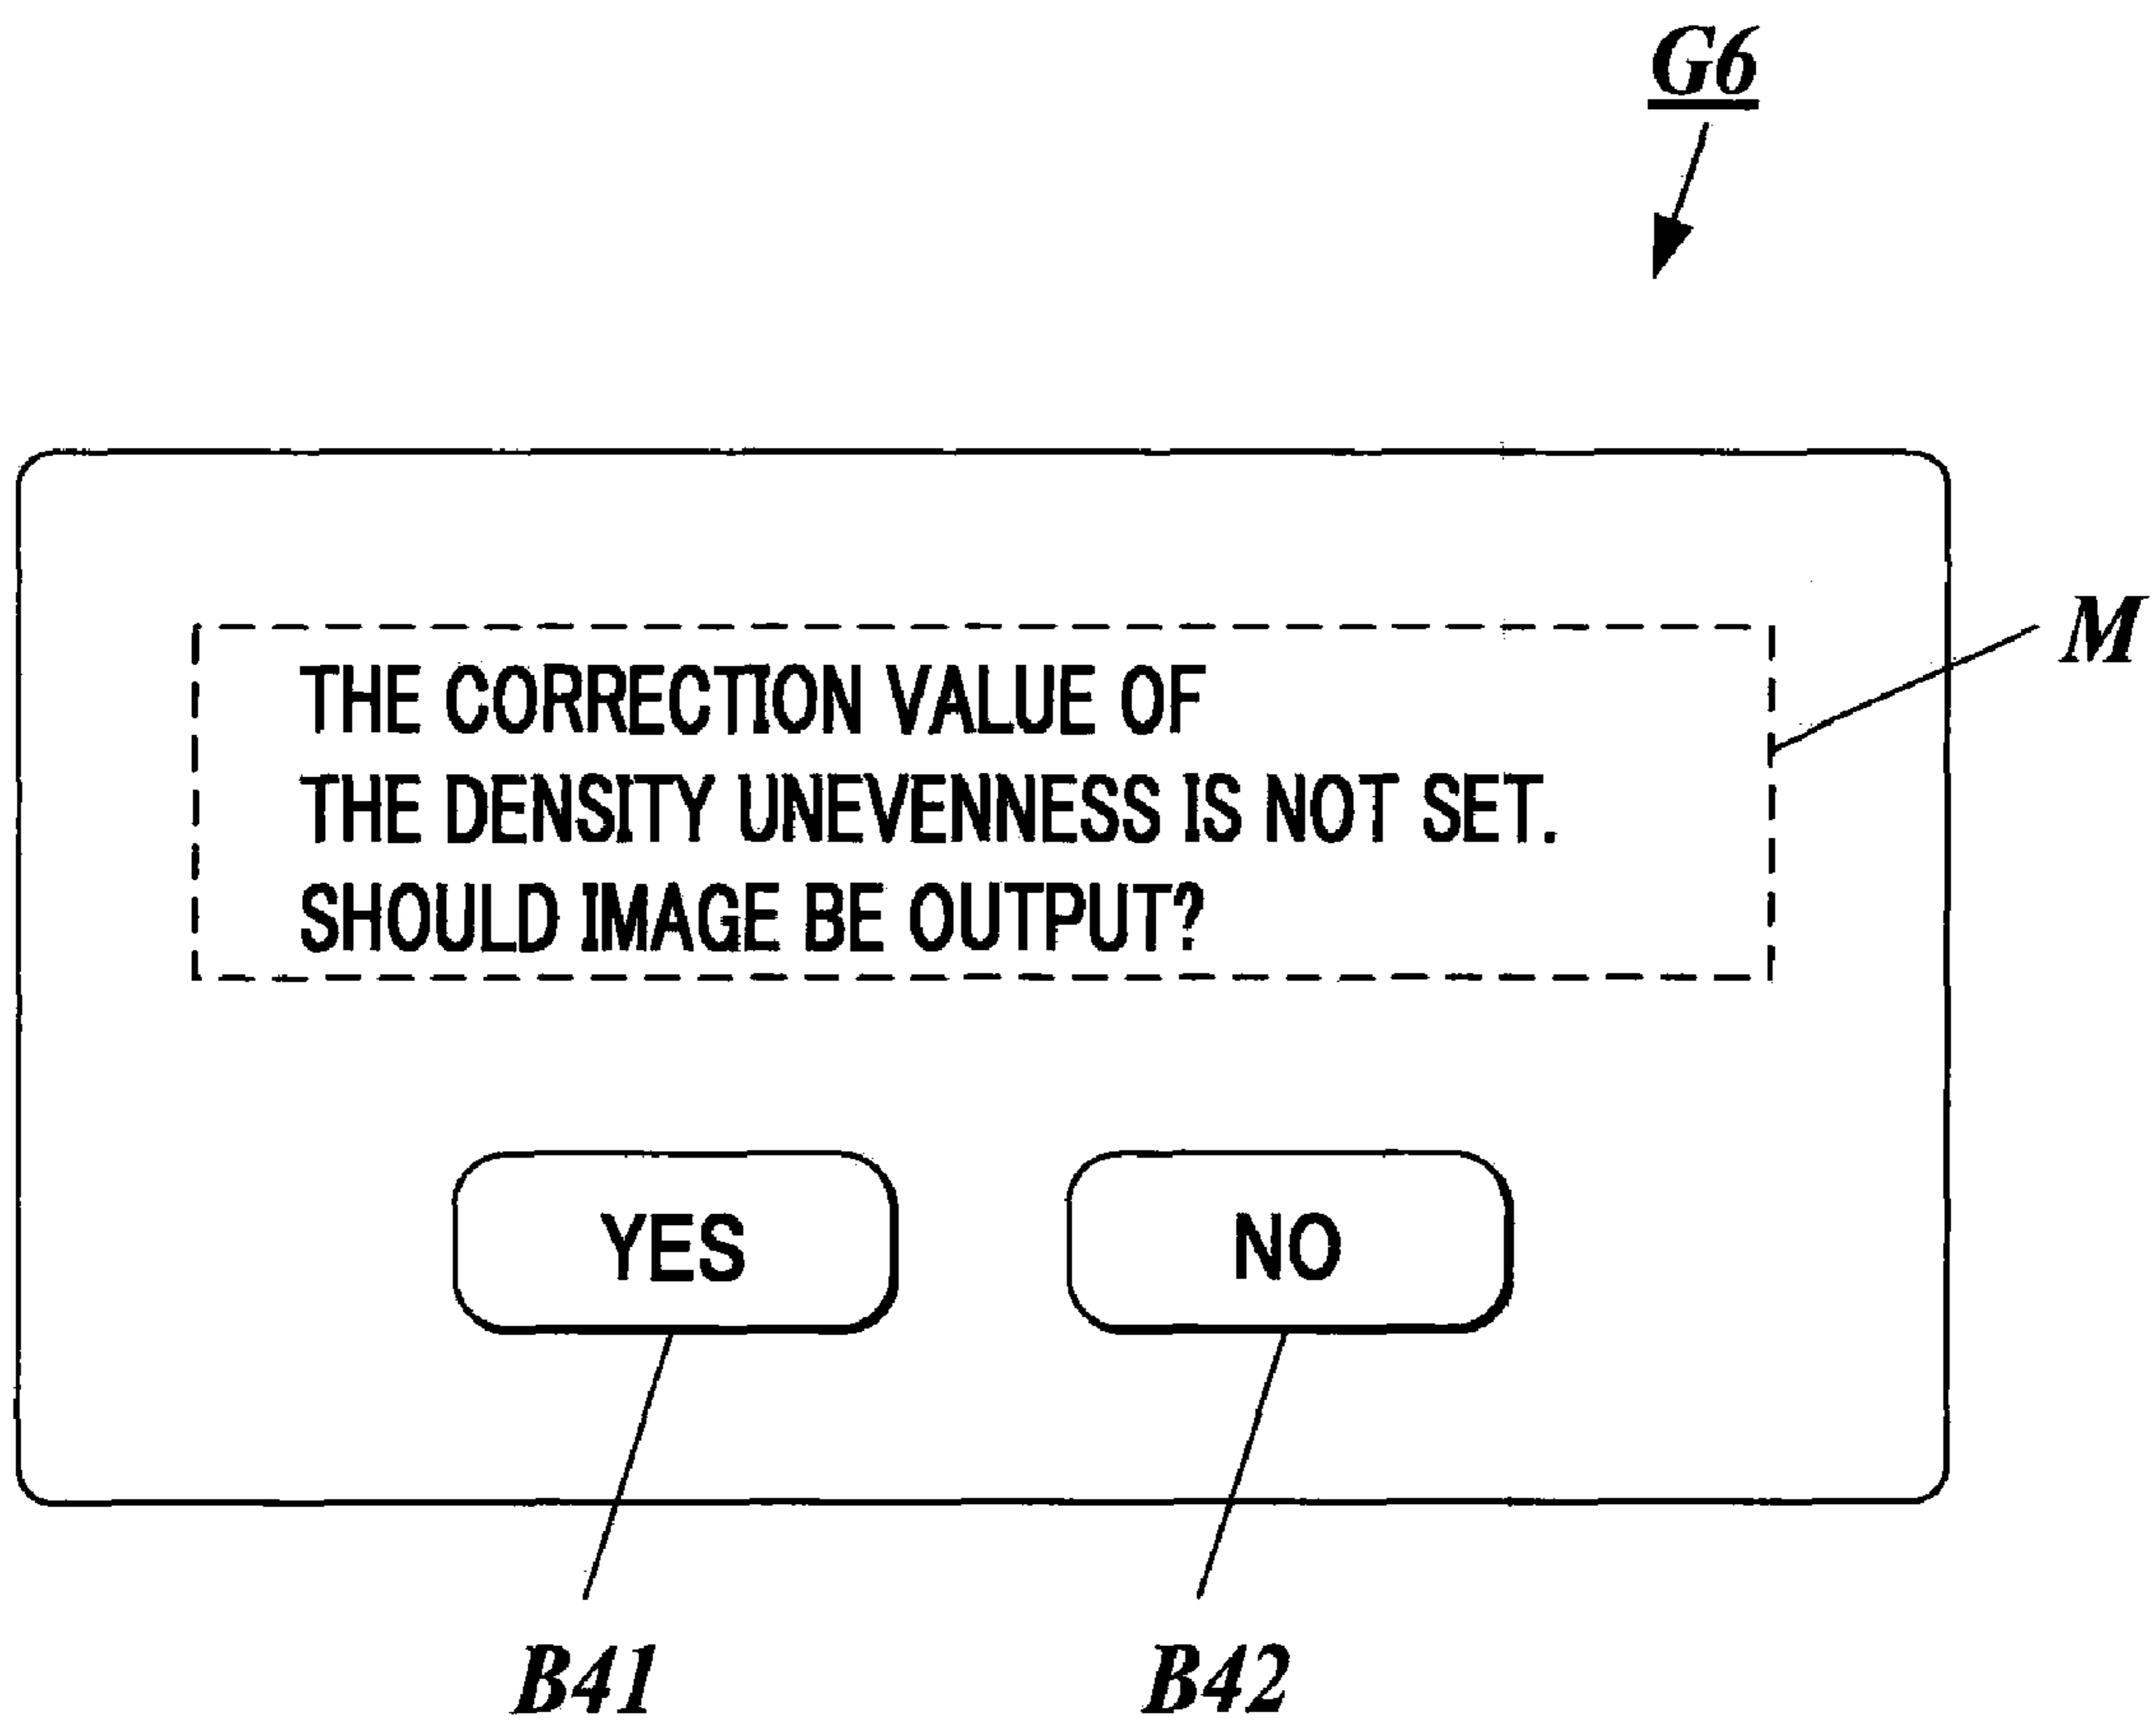 G6
THE CORRECTION VALUE OF
THE DENSITY UNEVENNESS IS NOT SET.
SHOULD IMAGE BE OUTPUT?
M
YES
NO
B41
B42